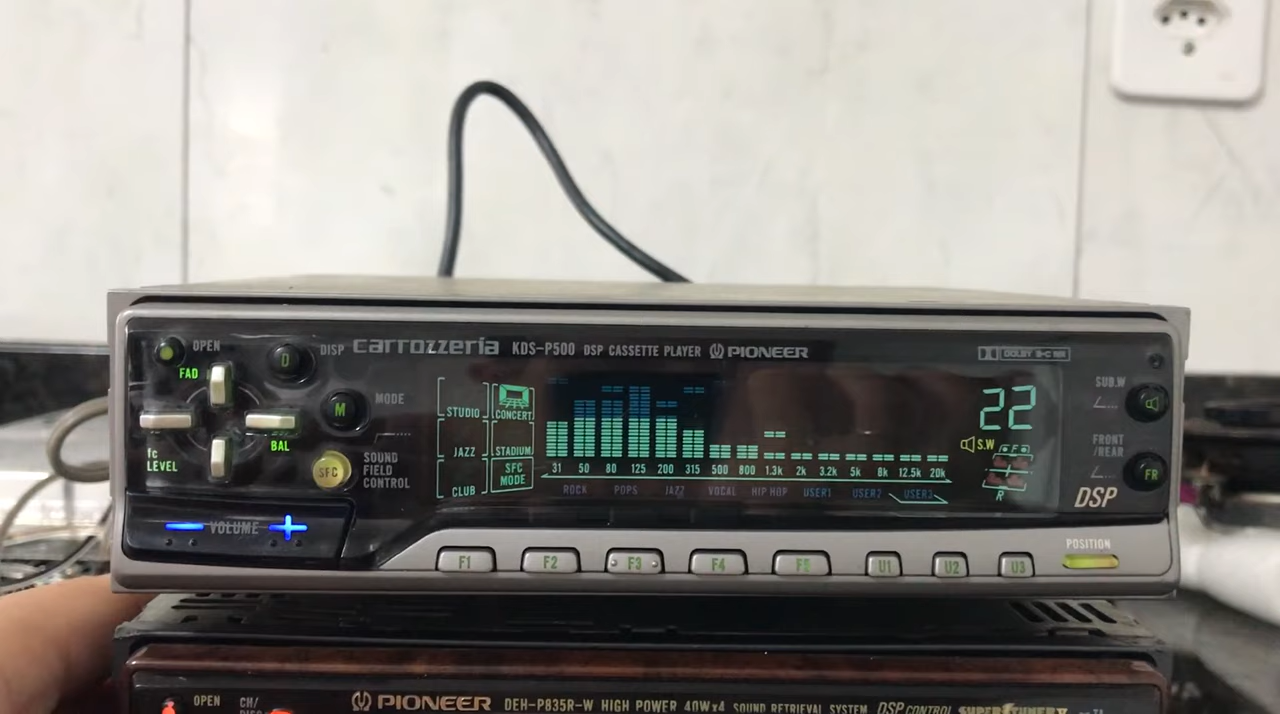 OPEN
DISP
carrozzeria KDS-P500 DSP CASSETTE PLAYER PIONEER
DOLBY B-C NR
FAD
D
M
MODE
BAL
fc
LEVEL
SFC
SOUND
FIELD
CONTROL
VOLUME
STUDIO
CONCERT
JAZZ
STADIUM
CLUB
SFC
MODE
31 50 80 125 200 315 500 800 1.3k 2k 3.2k 5k 8k 12.5k 20k
ROCK POPS JAZZ VOCAL HIP HOP USER1 USER2 USER3
22
S.W
F
R
SUB.W
FRONT
/REAR
FR
DSP
POSITION
F1 F2 F3 F4 F5 U1 U2 U3
OPEN
CH/
PIONEER DEH-P835R-W HIGH POWER 40W×4 SOUND RETRIEVAL SYSTEM DSP CONTROL SUPERTUNER